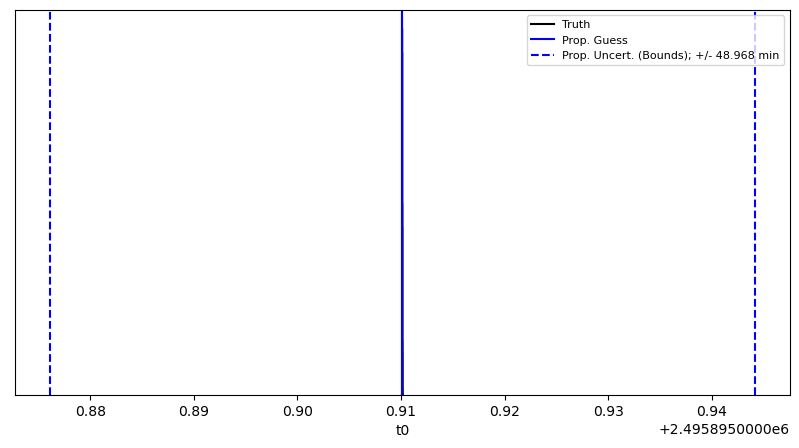 Truth
Prop. Guess
Prop. Uncert. (Bounds); +/- 48.968 min
0.88 0.89 0.90 0.91 0.92 0.93 0.94
t0
+2.4958950000e6